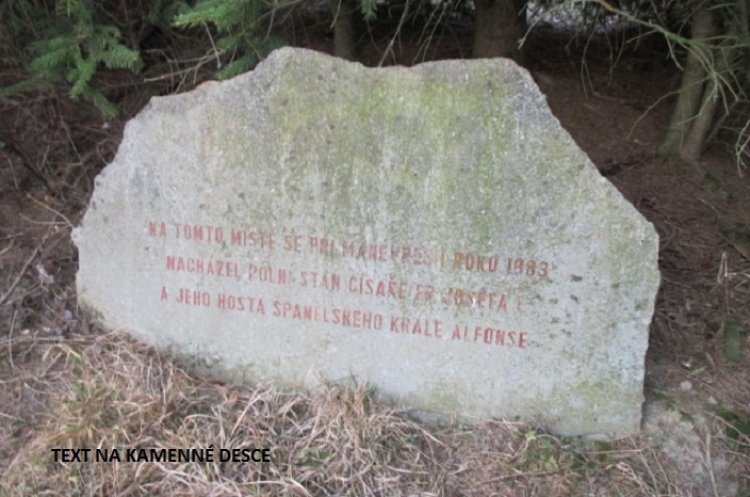 NA TOMTO MÍSTĚ SE PŘI MANÉVRECH ROKU
NACHÁZEL POLNÍ STAN CÍSAŘE FR. JOSEFA I.
A JEHO HOSTA ŠPANĚLSKÉHO KRÁLE ALFONSE
TEXT NA KAMENNÉ DESCE